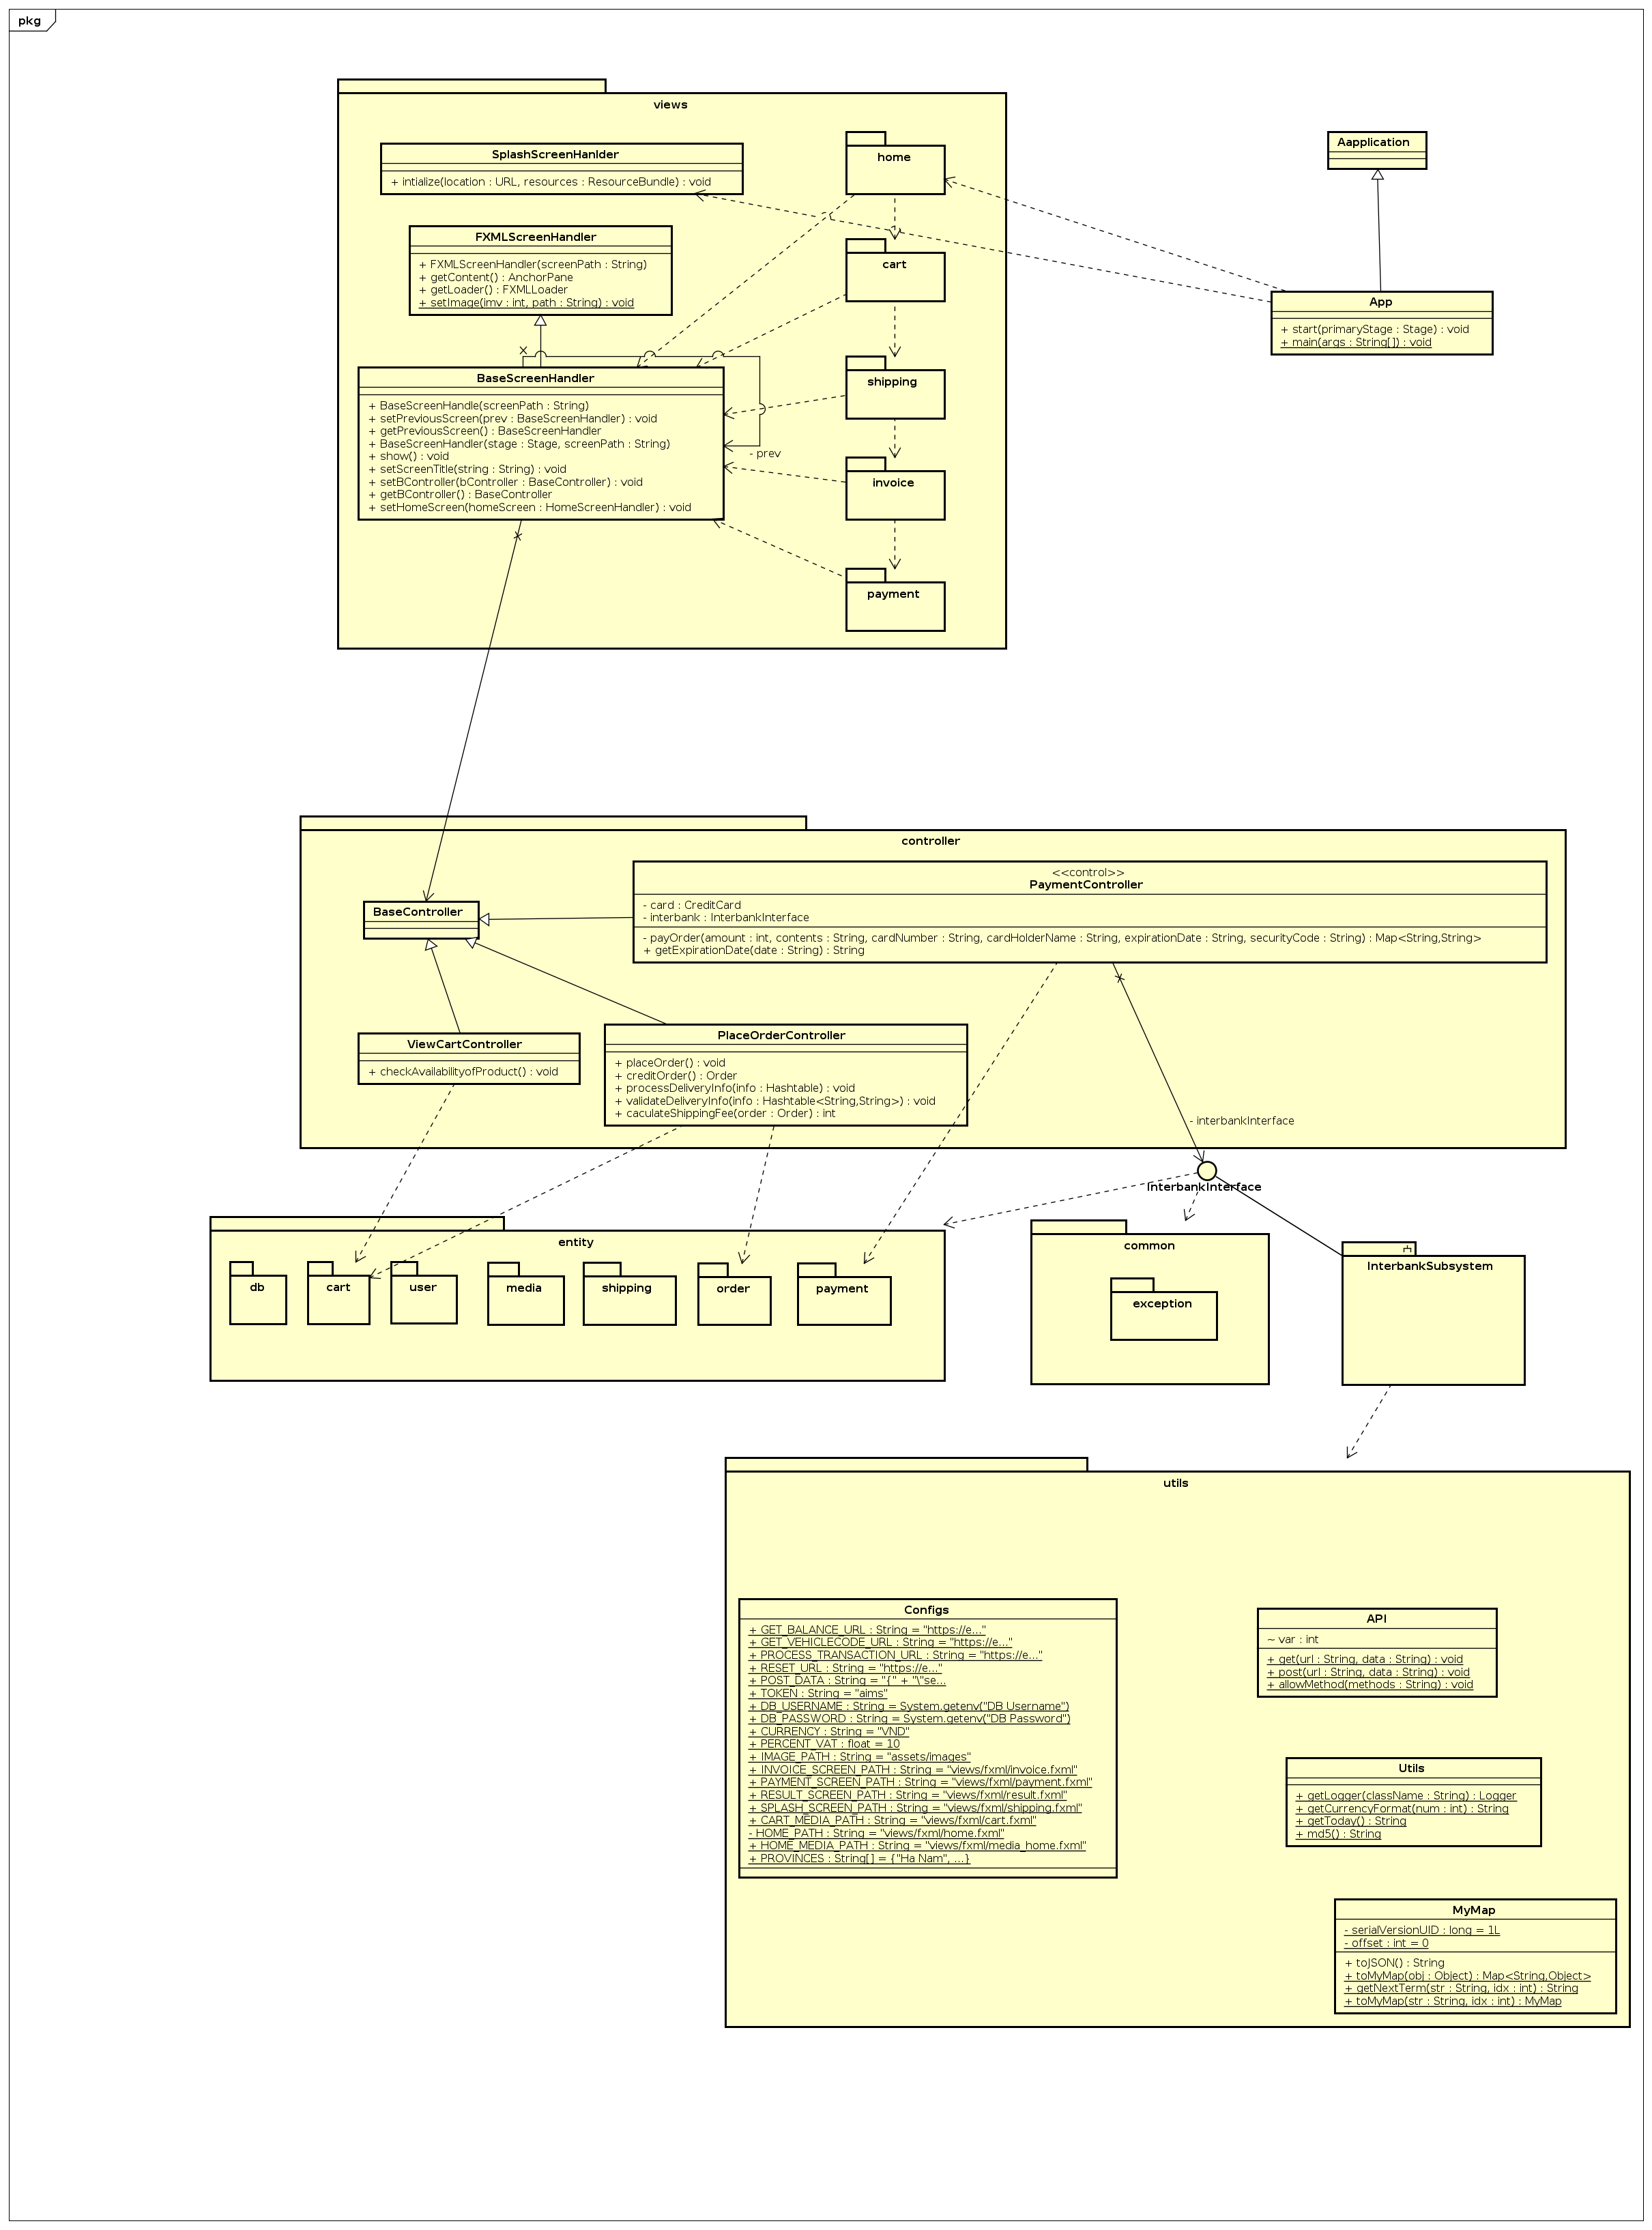 pkg
views
SplashScreenHanlder
+ intialize(location : URL, resources : ResourceBundle) : void
FXMLScreenHandler
+ FXMLScreenHandler(screenPath : String)
+ getContent() : AnchorPane
+ getLoader() : FXMLLoader
+ setImage(imv : int, path : String) : void
BaseScreenHandler
+ BaseScreenHandle(screenPath : String)
+ setPreviousScreen(prev : BaseScreenHandler) : void
+ getPreviousScreen() : BaseScreenHandler
+ BaseScreenHandler(stage : Stage, screenPath : String)
+ show() : void
+ setScreenTitle(string : String) : void
+ setBController(bController : BaseController) : void
+ getBController() : BaseController
+ setHomeScreen(homeScreen : HomeScreenHandler) : void
- prev
home
cart
shipping
invoice
payment
Aapplication
App
+ start(primaryStage : Stage) : void
+ main(args : String[]) : void
controller
BaseController
<<control>>
PaymentController
- card : CreditCard
- interbank : InterbankInterface
- payOrder(amount : int, contents : String, cardNumber : String, cardHolderName : String, expirationDate : String, securityCode : String) : Map<String,String>
+ getExpirationDate(date : String) : String
ViewCartController
+ checkAvailabilityofProduct() : void
PlaceOrderController
+ placeOrder() : void
+ creditOrder() : Order
+ processDeliveryInfo(info : Hashtable) : void
+ validateDeliveryInfo(info : Hashtable<String,String>) : void
+ caculateShippingFee(order : Order) : int
- interbankInterface
InterbankInterface
entity
db
cart
user
media
shipping
order
payment
common
exception
InterbankSubsystem
utils
Configs
+ GET_BALANCE_URL : String = "https://e..."
+ GET_VEHICLECODE_URL : String = "https://e..."
+ PROCESS_TRANSACTION_URL : String = "https://e..."
+ RESET_URL : String = "https://e..."
+ POST_DATA : String = "{" + "\"se...
+ TOKEN : String = "aims"
+ DB_USERNAME : String = System.getenv("DB Username")
+ DB_PASSWORD : String = System.getenv("DB Password")
+ CURRENCY : String = "VND"
+ PERCENT_VAT : float = 10
+ IMAGE_PATH : String = "assets/images"
+ INVOICE_SCREEN_PATH : String = "views/fxml/invoice.fxml"
+ PAYMENT_SCREEN_PATH : String = "views/fxml/payment.fxml"
+ RESULT_SCREEN_PATH : String = "views/fxml/result.fxml"
+ SPLASH_SCREEN_PATH : String = "views/fxml/shipping.fxml"
+ CART_MEDIA_PATH : String = "views/fxml/cart.fxml"
- HOME_PATH : String = "views/fxml/home.fxml"
+ HOME_MEDIA_PATH : String = "views/fxml/media_home.fxml"
+ PROVINCES : String[] = {"Ha Nam", ...}
API
~ var : int
+ get(url : String, data : String) : void
+ post(url : String, data : String) : void
+ allowMethod(methods : String) : void
Utils
+ getLogger(className : String) : Logger
+ getCurrencyFormat(num : int) : String
+ getToday() : String
+ md5() : String
MyMap
- serialVersionUID : long = 1L
- offset : int = 0
+ toJSON() : String
+ toMyMap(obj : Object) : Map<String,Object>
+ getNextTerm(str : String, idx : int) : String
+ toMyMap(str : String, idx : int) : MyMap